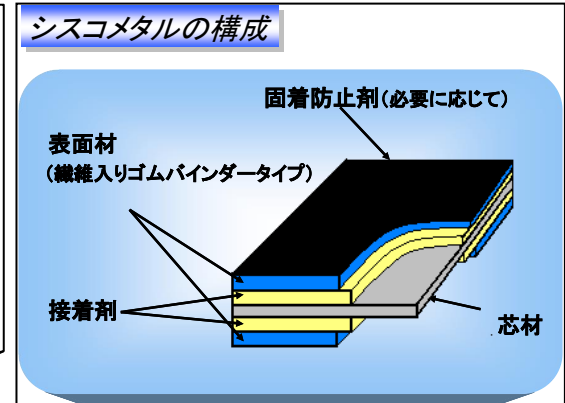 シスコメタルの構成
固着防止剤(必要に応じて)
表面材
(繊維入りゴムバインダータイプ)
接着剤
芯材